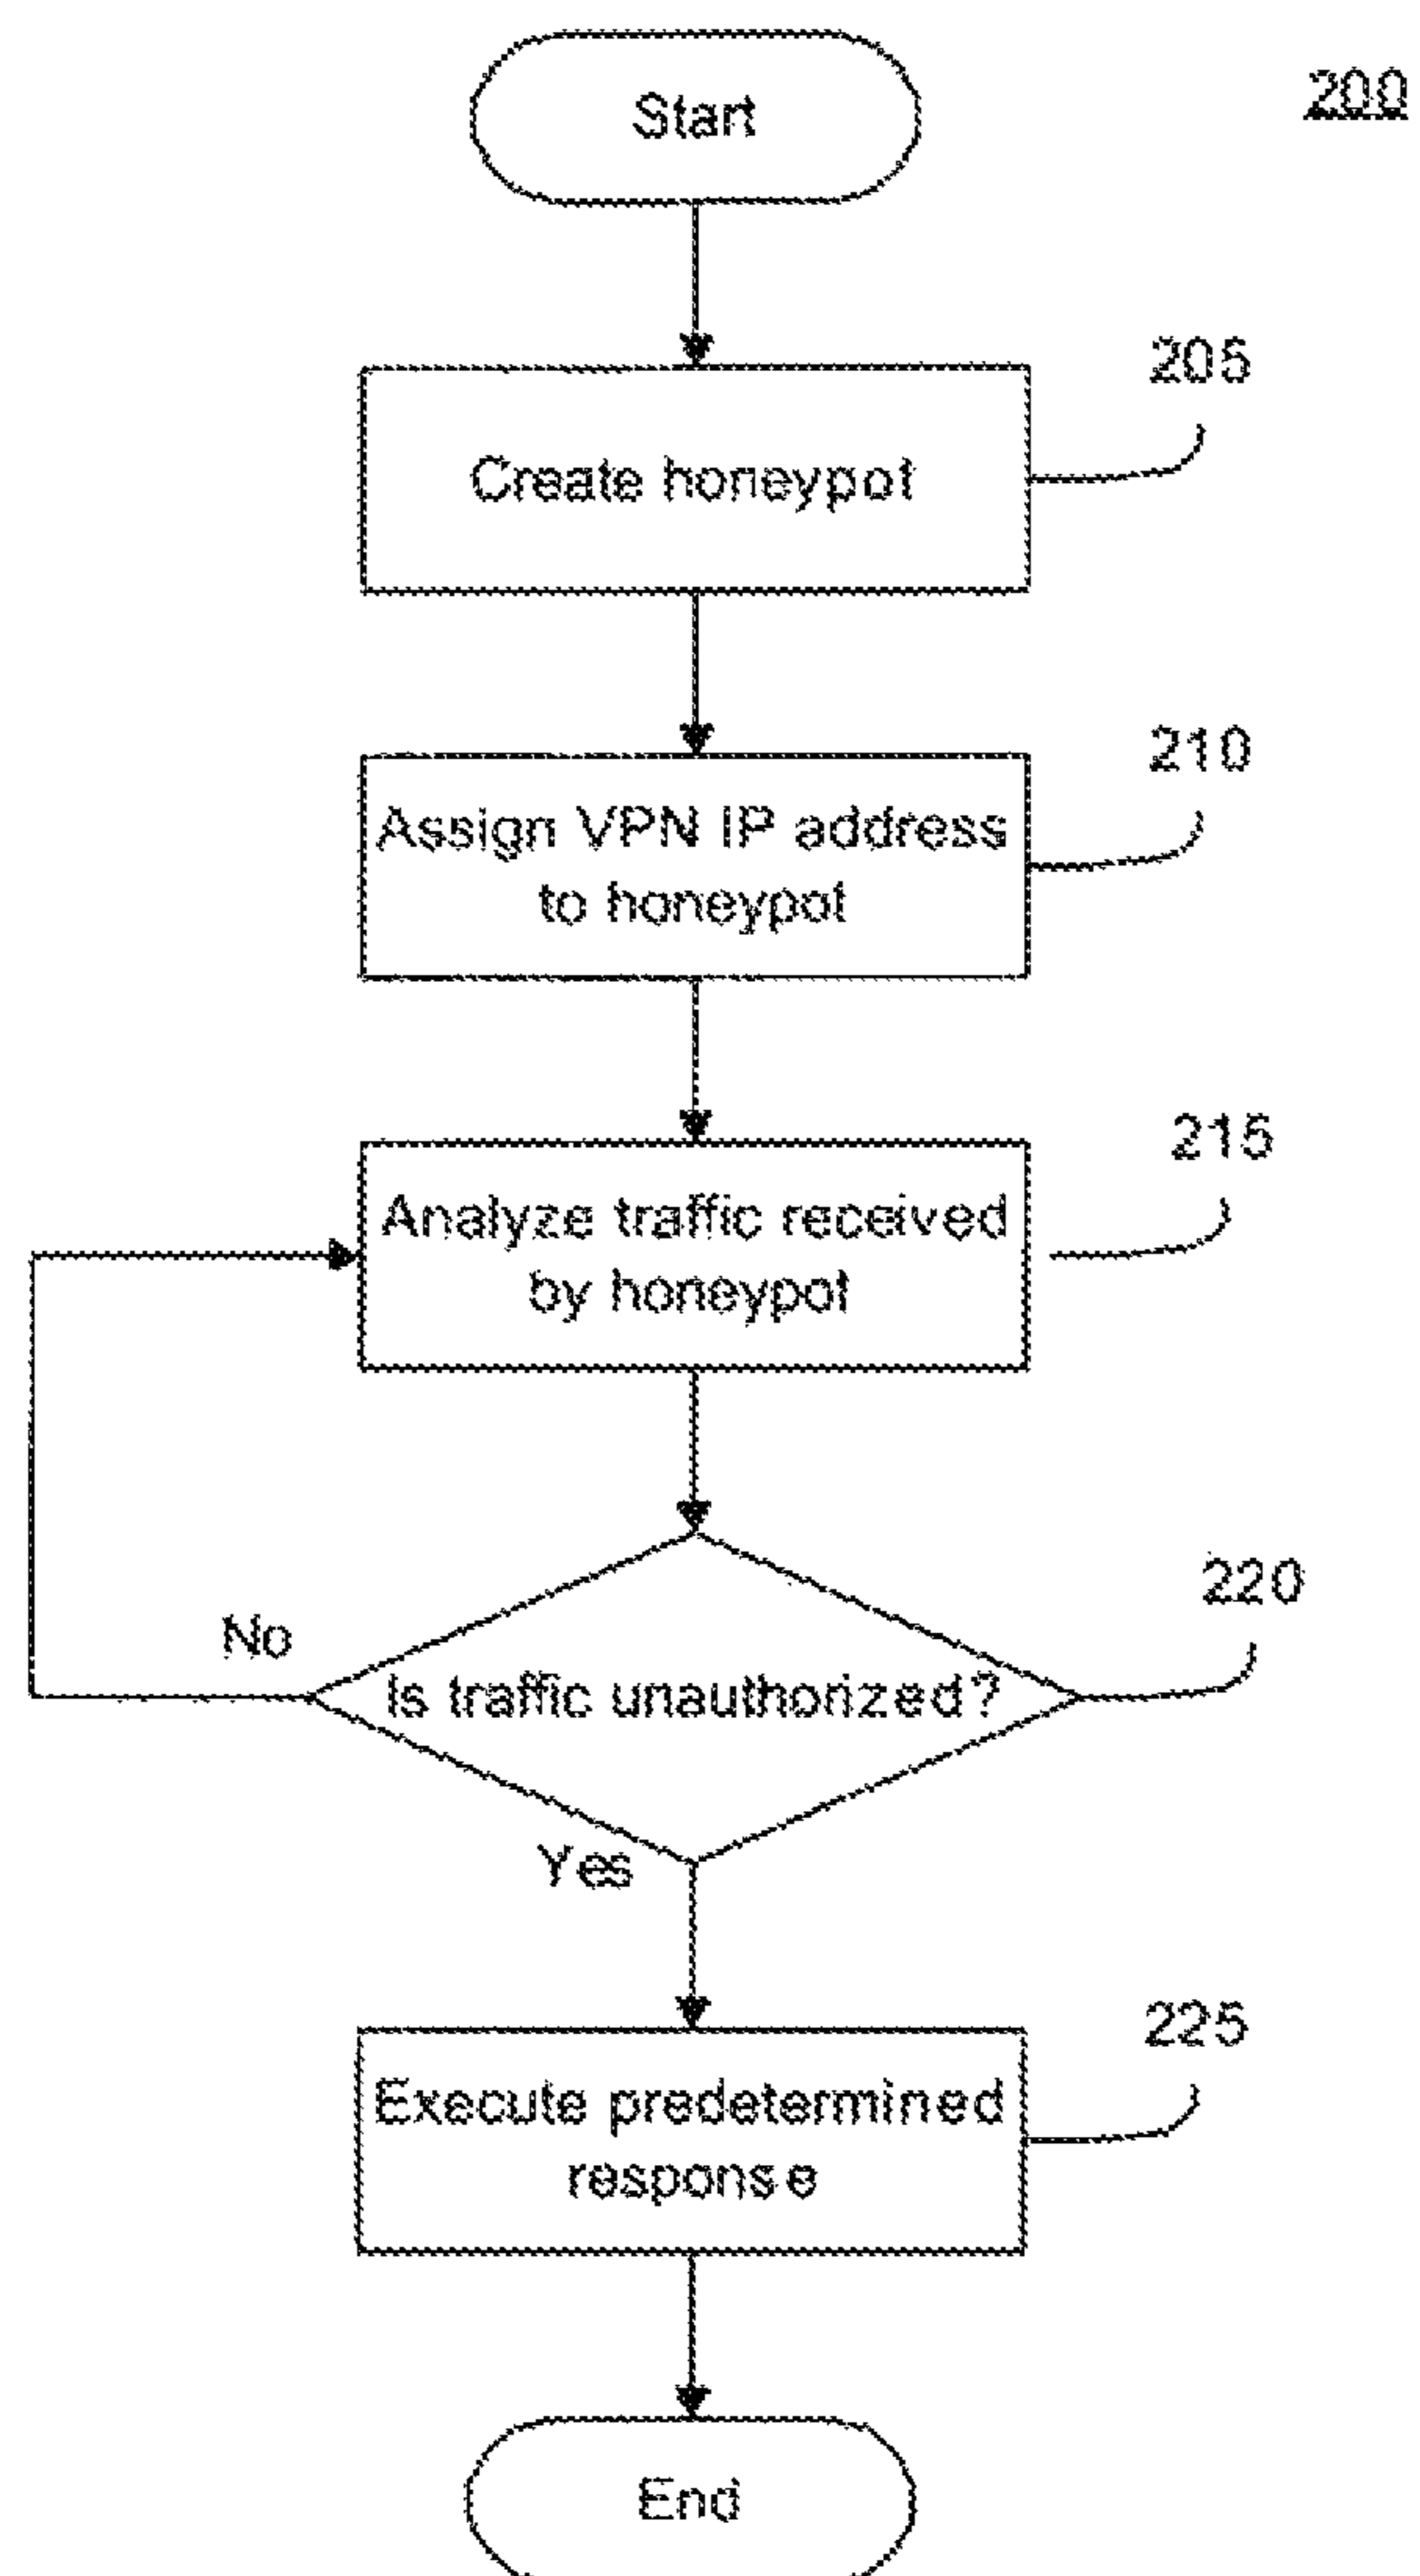 200
Start
205
Create honeypot
210
Assign VPN IP address
to honeypot
215
Analyze traffic received
by honeypot
220
No
Is traffic unauthorized?
Yes
225
Execute predetermined
response
End